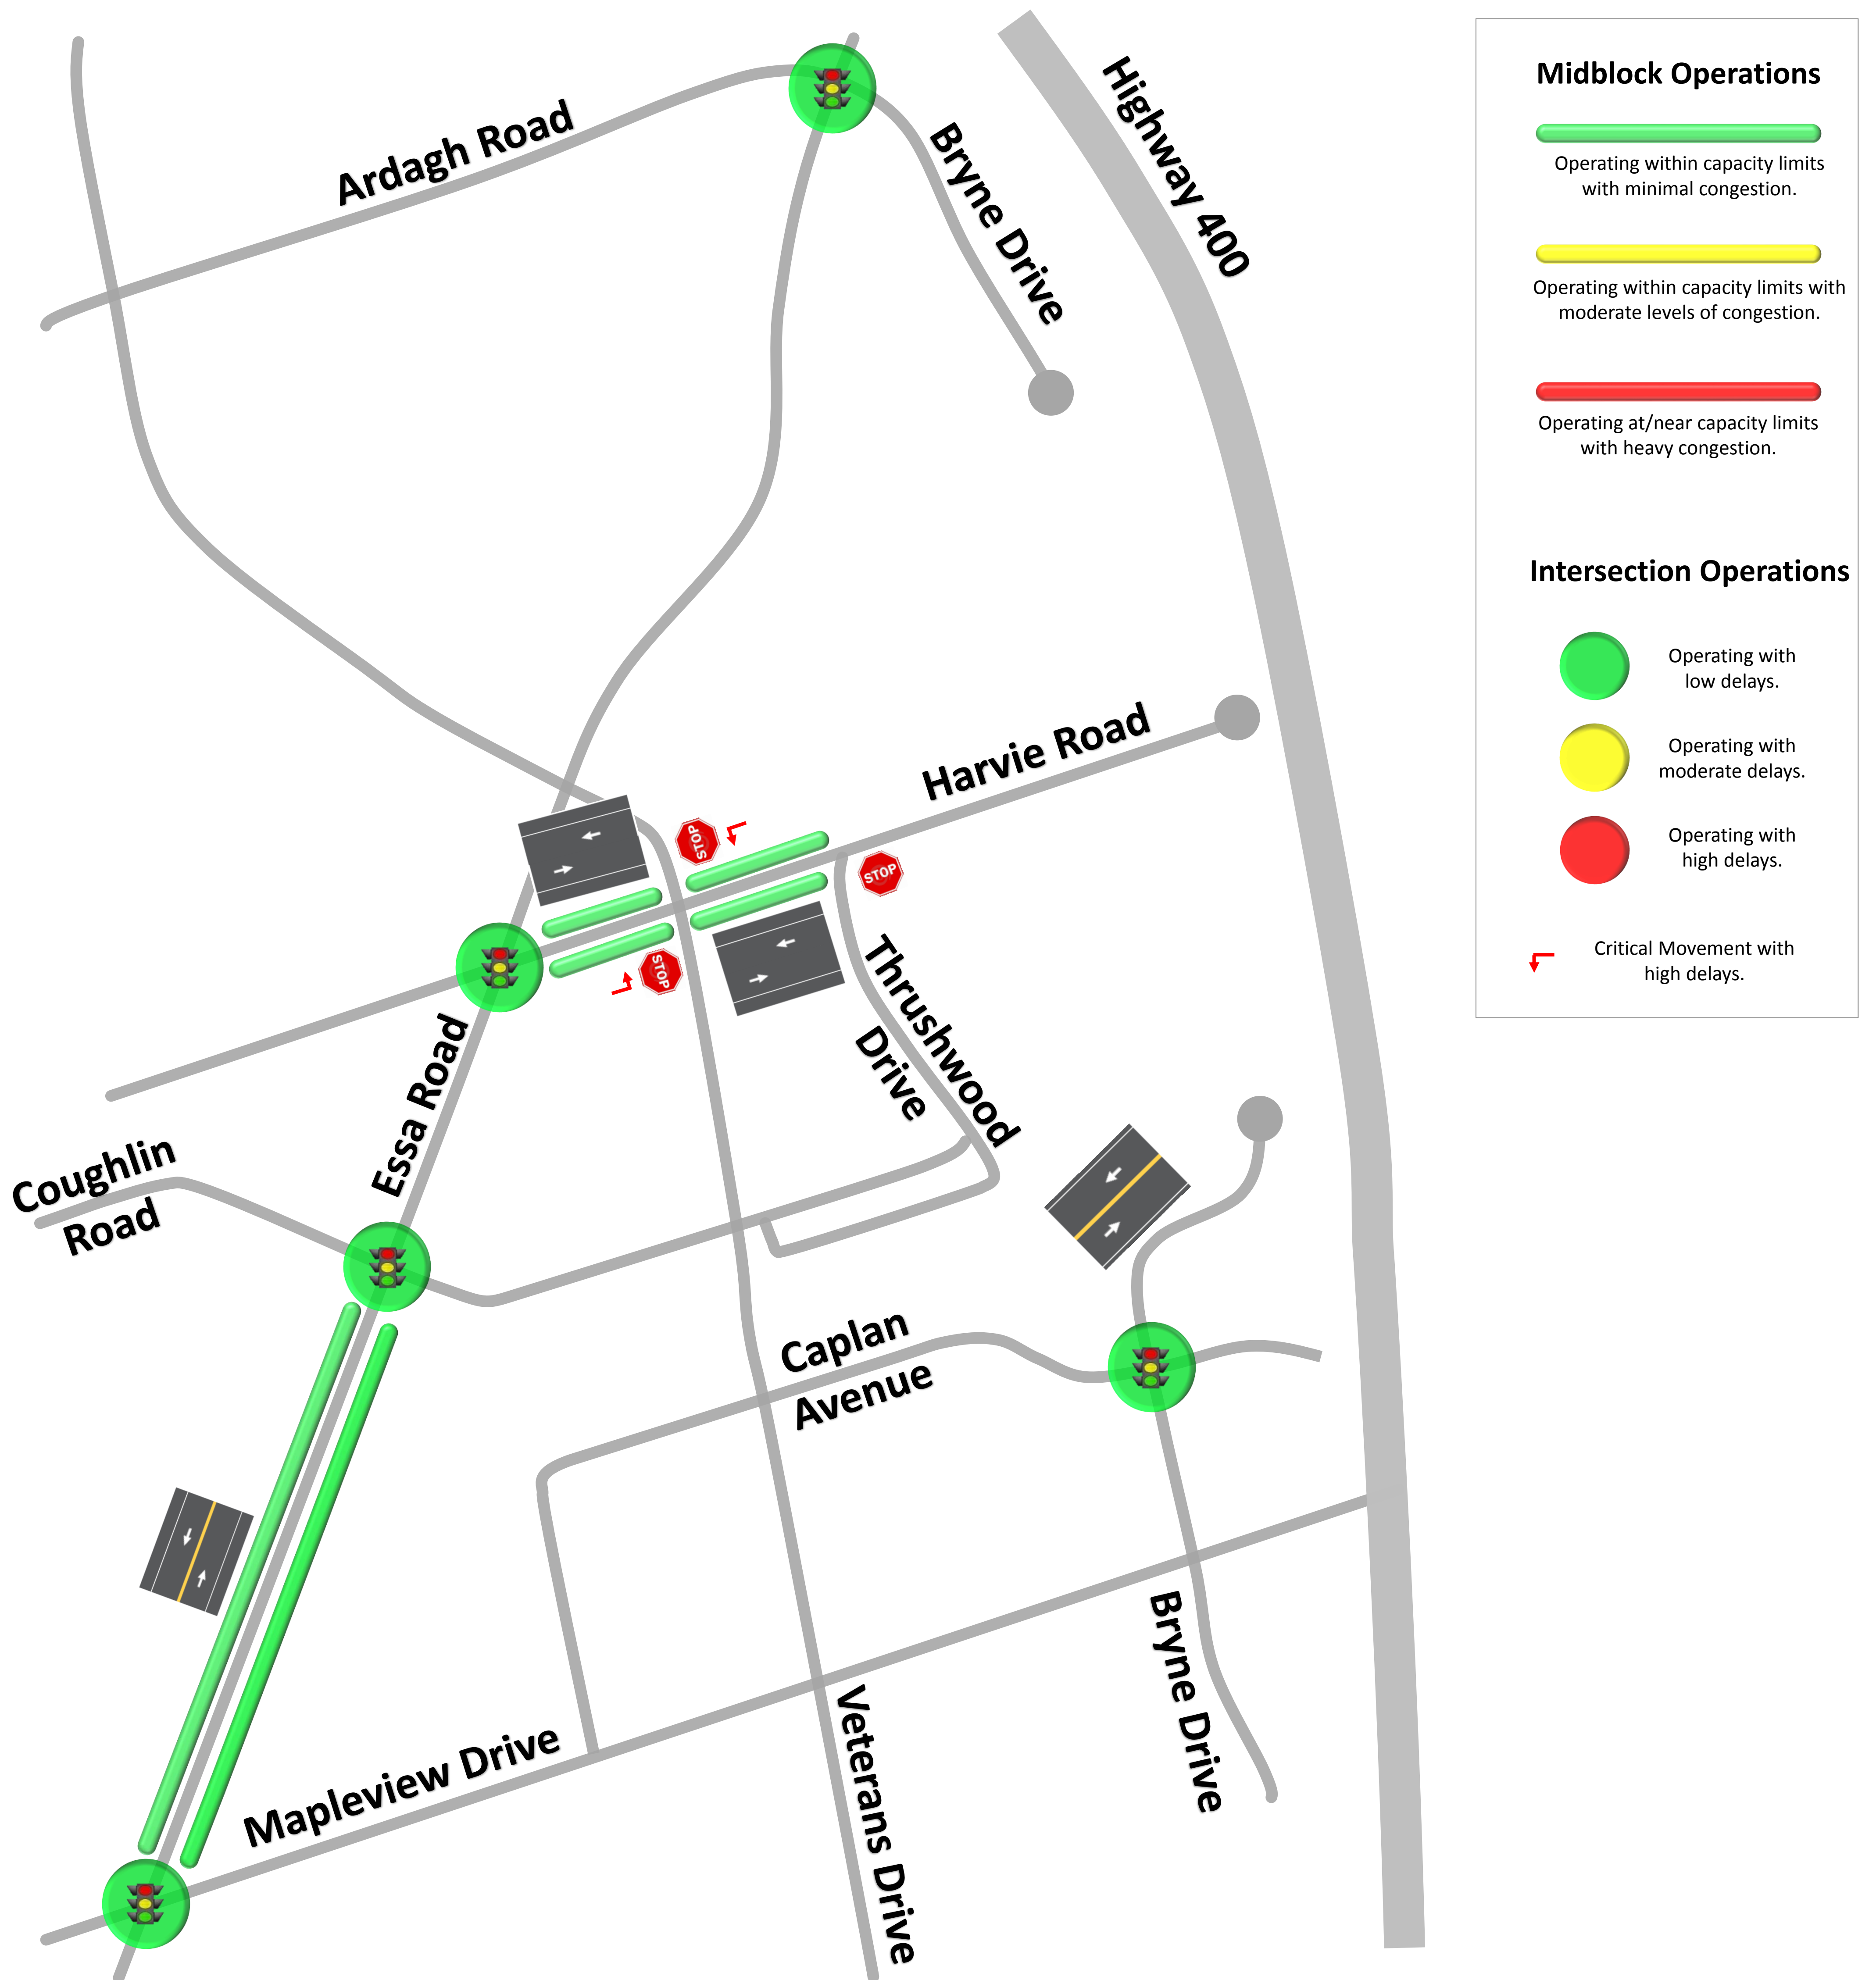 Ardagh Road
Bryne Drive
Highway 400
Harvie Road
STOP
STOP
STOP
Thrushwood
Drive
Essa Road
Coughlin
Road
Caplan
Avenue
Mapleview Drive
Veterans Drive
Bryne Drive
Midblock Operations
Operating within capacity limits
with minimal congestion.
Operating within capacity limits with
moderate levels of congestion.
Operating at/near capacity limits
with heavy congestion.
Intersection Operations
Operating with
low delays.
Operating with
moderate delays.
Operating with
high delays.
Critical Movement with
high delays.